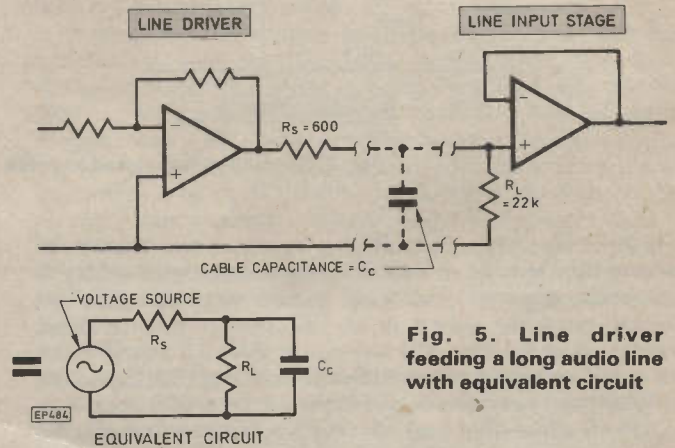 LINE DRIVER
LINE INPUT STAGE
−
+
RS = 600
−
+
RL
= 22k
CABLE CAPACITANCE = CC
VOLTAGE SOURCE
RS
RL
CC
=
EP484
EQUIVALENT CIRCUIT
Fig. 5. Line driver
feeding a long audio line
with equivalent circuit